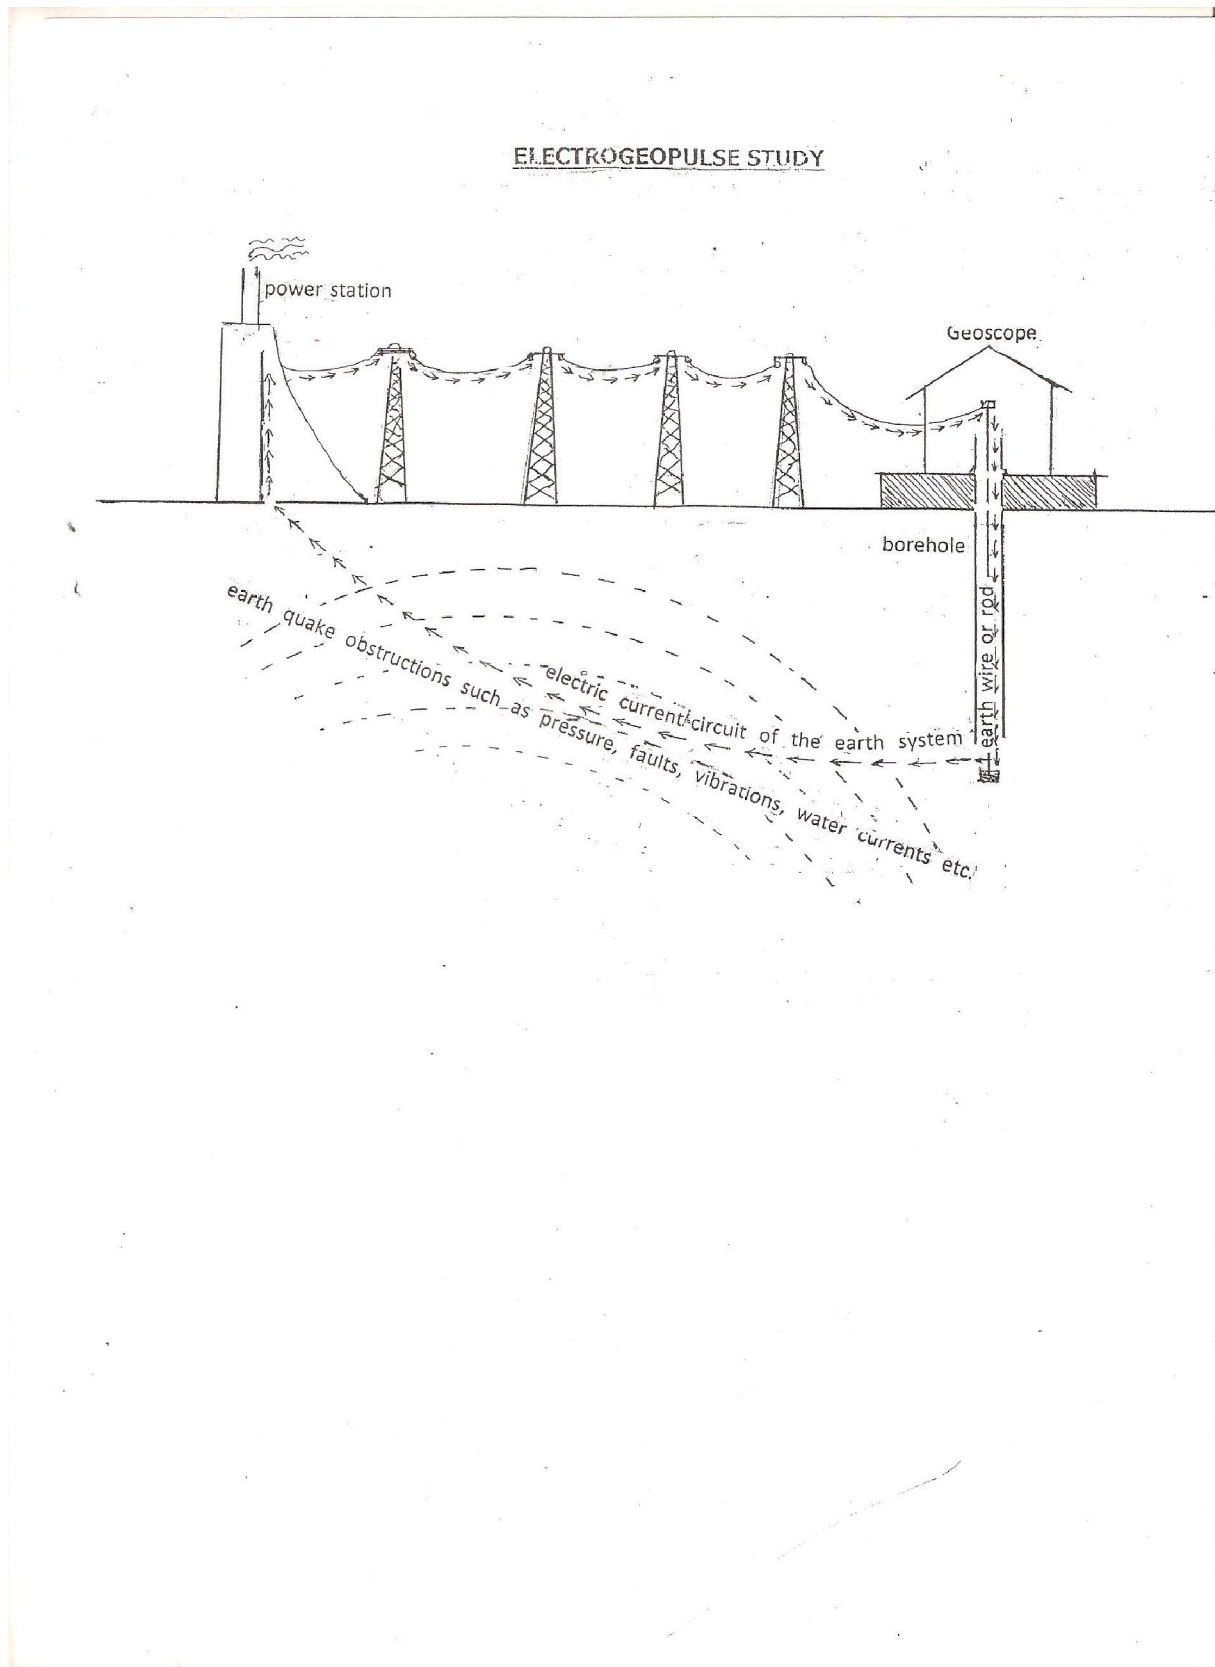 ELECTROGEOPULSE STUDY
power station
Geoscope
borehole
earth wire or rod
electric current/circuit of the earth system
earth quake obstructions such as pressure, faults, vibrations, water currents etc.